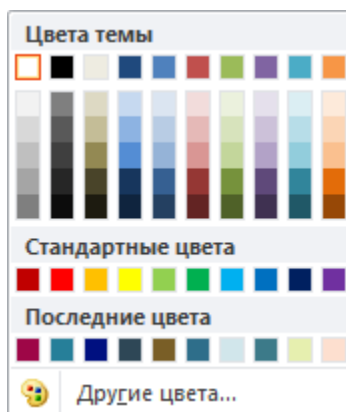 Цвета темы
Стандартные цвета
Последние цвета
Другие цвета...